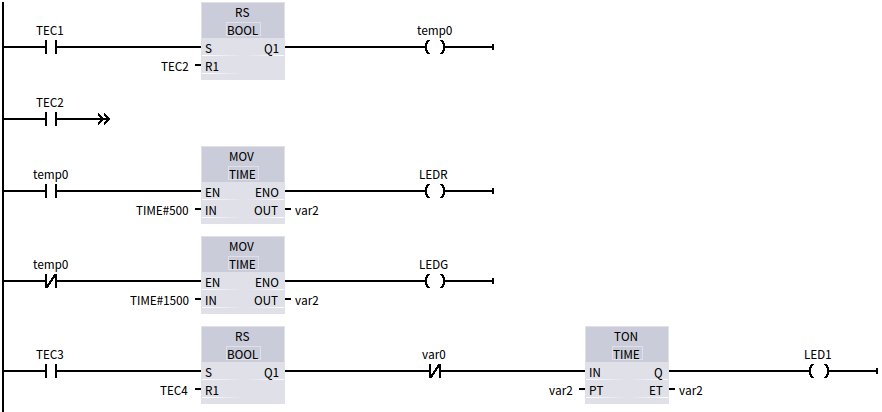 RS
TEC1 BOOL temp0
S Q1
TEC2 R1
TEC2
MOV
temp0 TIME LEDR
EN ENO
TIME#500 IN OUT var2
MOV
temp0 TIME LEDG
EN ENO
TIME#1500 IN OUT var2
RS TON
TEC3 BOOL var0 TIME LED1
S Q1 IN Q
TEC4 R1 var2 PT ET var2